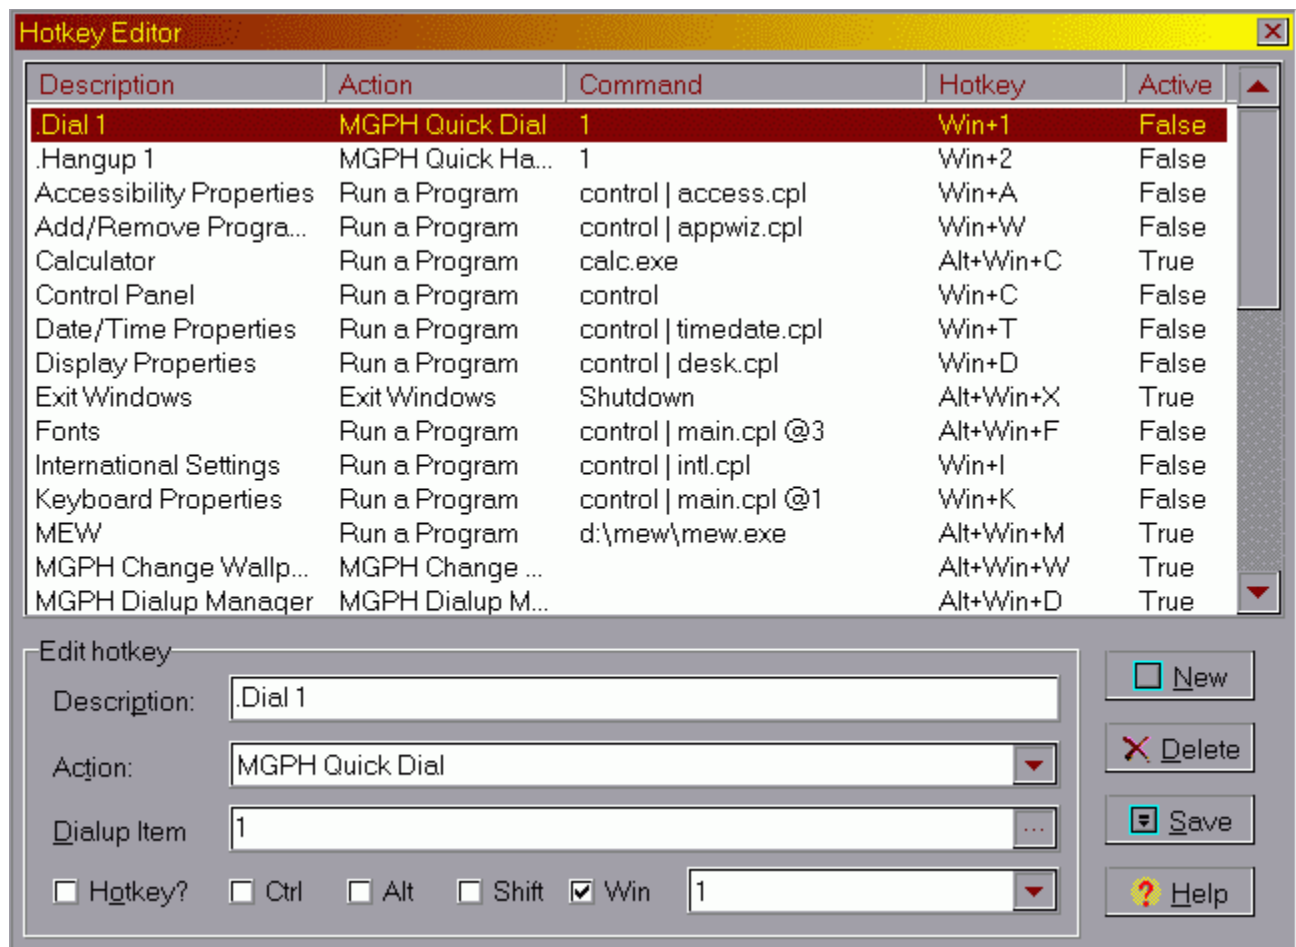 Hotkey Editor
Description Action Command Hotkey Active
.Dial 1 MGPH Quick Dial 1 Win+1 False
.Hangup 1 MGPH Quick Ha... 1 Win+2 False
Accessibility Properties Run a Program control | access.cpl Win+A False
Add/Remove Progra... Run a Program control | appwiz.cpl Win+W False
Calculator Run a Program calc.exe Alt+Win+C True
Control Panel Run a Program control Win+C False
Date/Time Properties Run a Program control | timedate.cpl Win+T False
Display Properties Run a Program control | desk.cpl Win+D False
Exit Windows Exit Windows Shutdown Alt+Win+X True
Fonts Run a Program control | main.cpl @3 Alt+Win+F False
International Settings Run a Program control | intl.cpl Win+I False
Keyboard Properties Run a Program control | main.cpl @1 Win+K False
MEW Run a Program d:\mew\mew.exe Alt+Win+M True
MGPH Change Wallp... MGPH Change ... Alt+Win+W True
MGPH Dialup Manager MGPH Dialup M... Alt+Win+D True
Edit hotkey
Description: .Dial 1
Action: MGPH Quick Dial
Dialup Item 1 ...
Hotkey? Ctrl Alt Shift Win 1
New
Delete
Save
Help